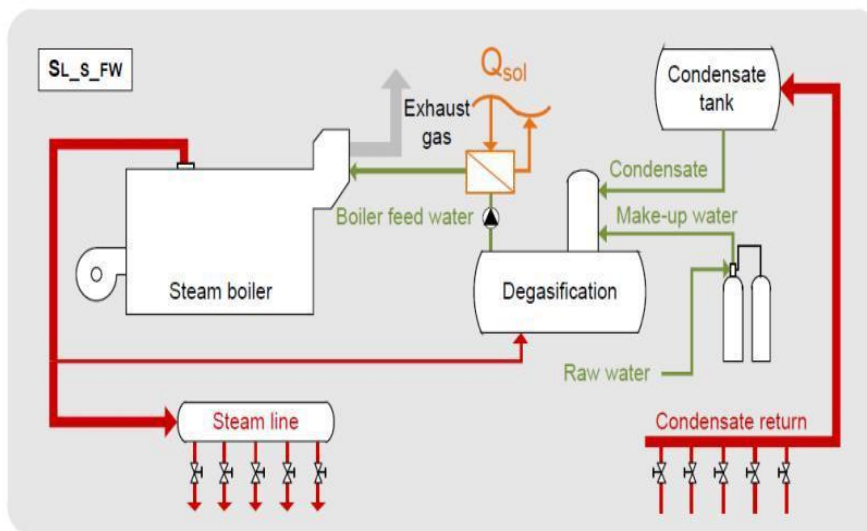 SL_S_FW
Qsol
Exhaust
gas
Condensate
tank
Condensate
Boiler feed water
Make-up water
Steam boiler
Degasification
Raw water
Steam line
Condensate return